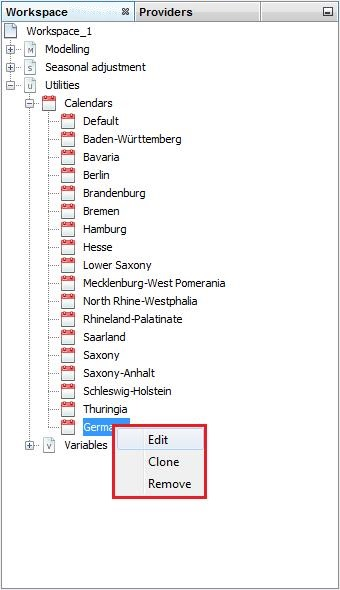 Workspace
Providers
Workspace_1
M Modelling
S Seasonal adjustment
U Utilities
Calendars
Default
Baden-Württemberg
Bavaria
Berlin
Brandenburg
Bremen
Hamburg
Hesse
Lower Saxony
Mecklenburg-West Pomerania
North Rhine-Westphalia
Rhineland-Palatinate
Saarland
Saxony
Saxony-Anhalt
Schleswig-Holstein
Thuringia
Germa
V Variables
Edit
Clone
Remove